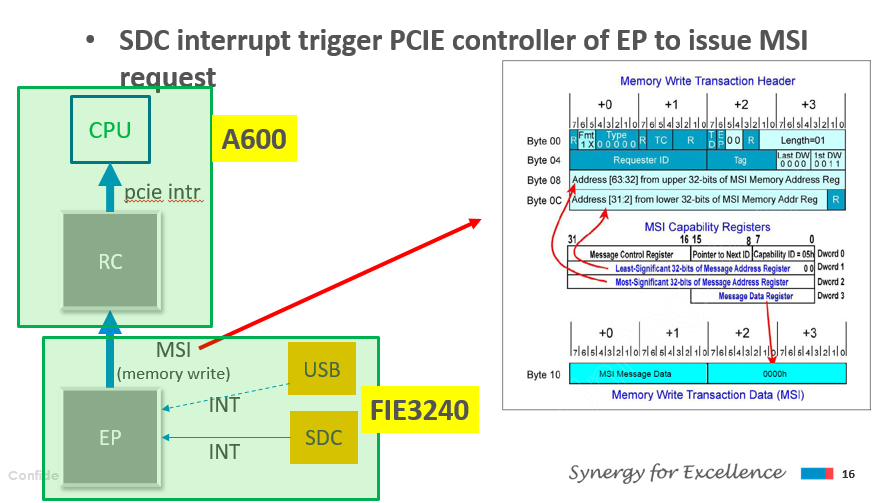 • SDC interrupt trigger PCIE controller of EP to issue MSI
request
CPU
A600
pcie intr
RC
MSI
(memory write)
USB
INT
FIE3240
EP
SDC
INT
Confide
Memory Write Transaction Header
+0 +1 +2 +3
7 6 5 4 3 2 1 0 7 6 5 4 3 2 1 0 7 6 5 4 3 2 1 0 7 6 5 4 3 2 1 0
Byte 00 R Fmt 1 X Type 0 0 0 0 0 R TC R TD EP 0 0 R Length=01
Byte 04 Requester ID Tag Last DW 0 0 0 0 1st DW 0 0 1 1
Byte 08 Address [63:32] from upper 32-bits of MSI Memory Address Reg
Byte 0C Address [31:2] from lower 32-bits of MSI Memory Addr Reg R
MSI Capability Registers
31 16 15 8 7 0
Message Control Register Pointer to Next ID Capability ID = 05h Dword 0
Least-Significant 32-bits of Message Address Register 0 0 Dword 1
Most-Significant 32-bits of Message Address Register Dword 2
Message Data Register Dword 3
+0 +1 +2 +3
7 6 5 4 3 2 1 0 7 6 5 4 3 2 1 0 7 6 5 4 3 2 1 0 7 6 5 4 3 2 1 0
Byte 10 MSI Message Data 0000h
Memory Write Transaction Data (MSI)
Synergy for Excellence
16